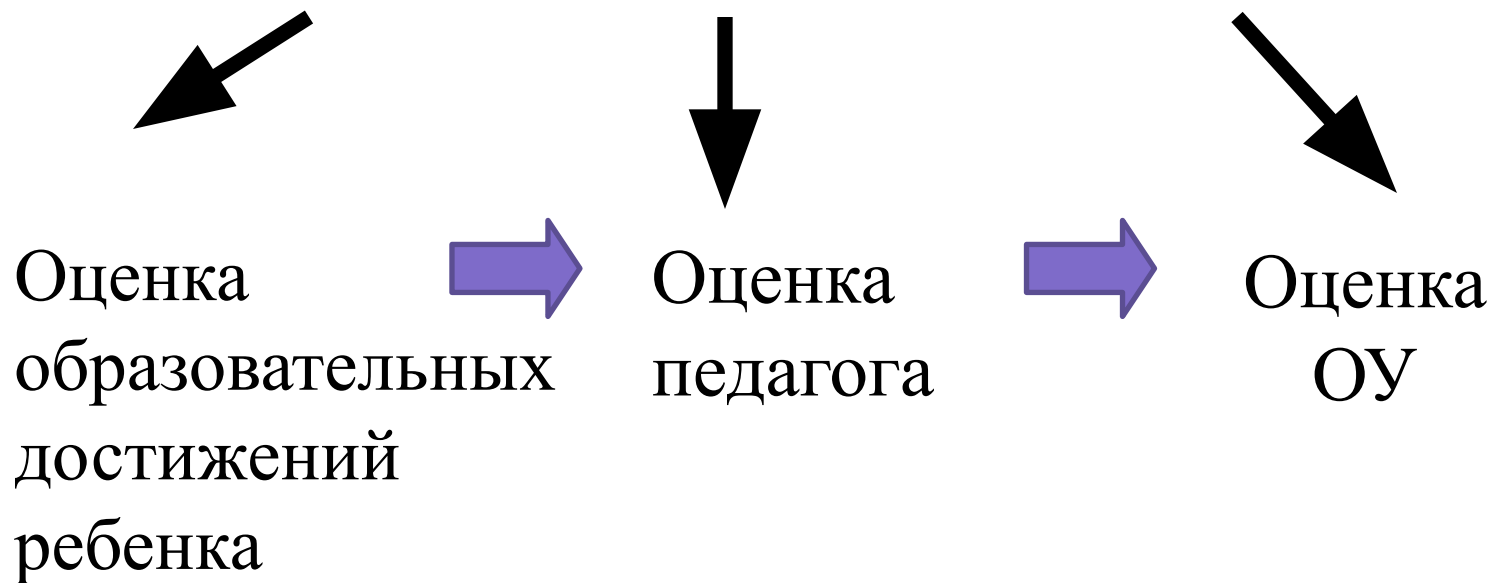 Оценка
образовательных
достижений
ребенка
Оценка
педагога
Оценка
ОУ